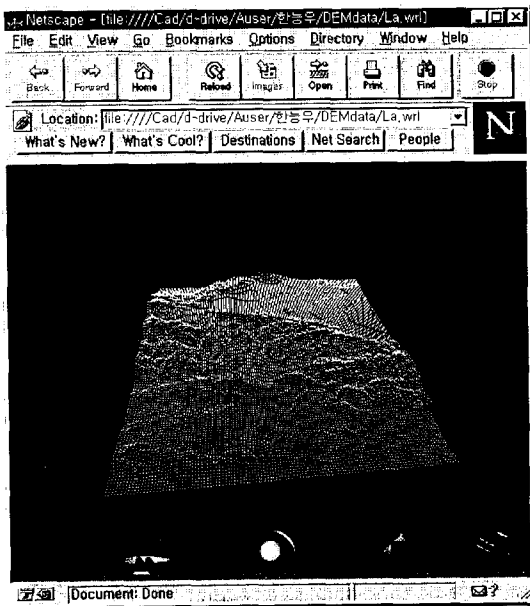 Netscape - [file:////Cad/d-drive/Auser/한능우/DEMdata/La.wrl]
File Edit View Go Bookmarks Options Directory Window Help
Back Forward Home Reload Images Open Print Find Stop
Location: file:////Cad/d-drive/Auser/한능우/DEMdata/La.wrl
N
What's New? What's Cool? Destinations Net Search People
Document: Done
?